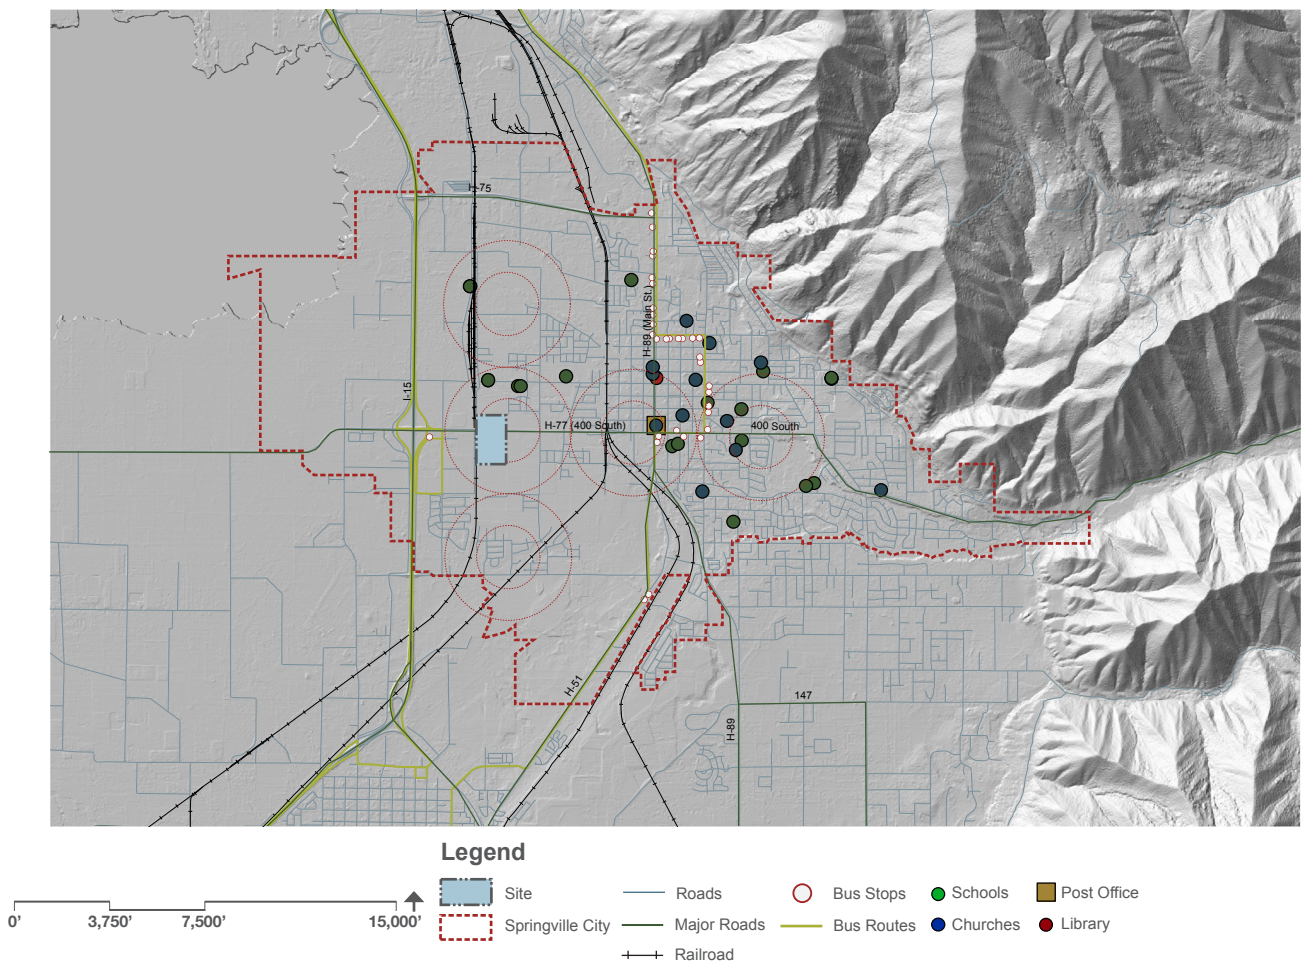 H-75
H-89 (Main St.)
I-15
H-77 (400 South)
400 South
H-51
147
H-89
Legend
Site
Roads
Bus Stops
Schools
Post Office
Springville City
Major Roads
Bus Routes
Churches
Library
Railroad
0' 3,750' 7,500' 15,000'